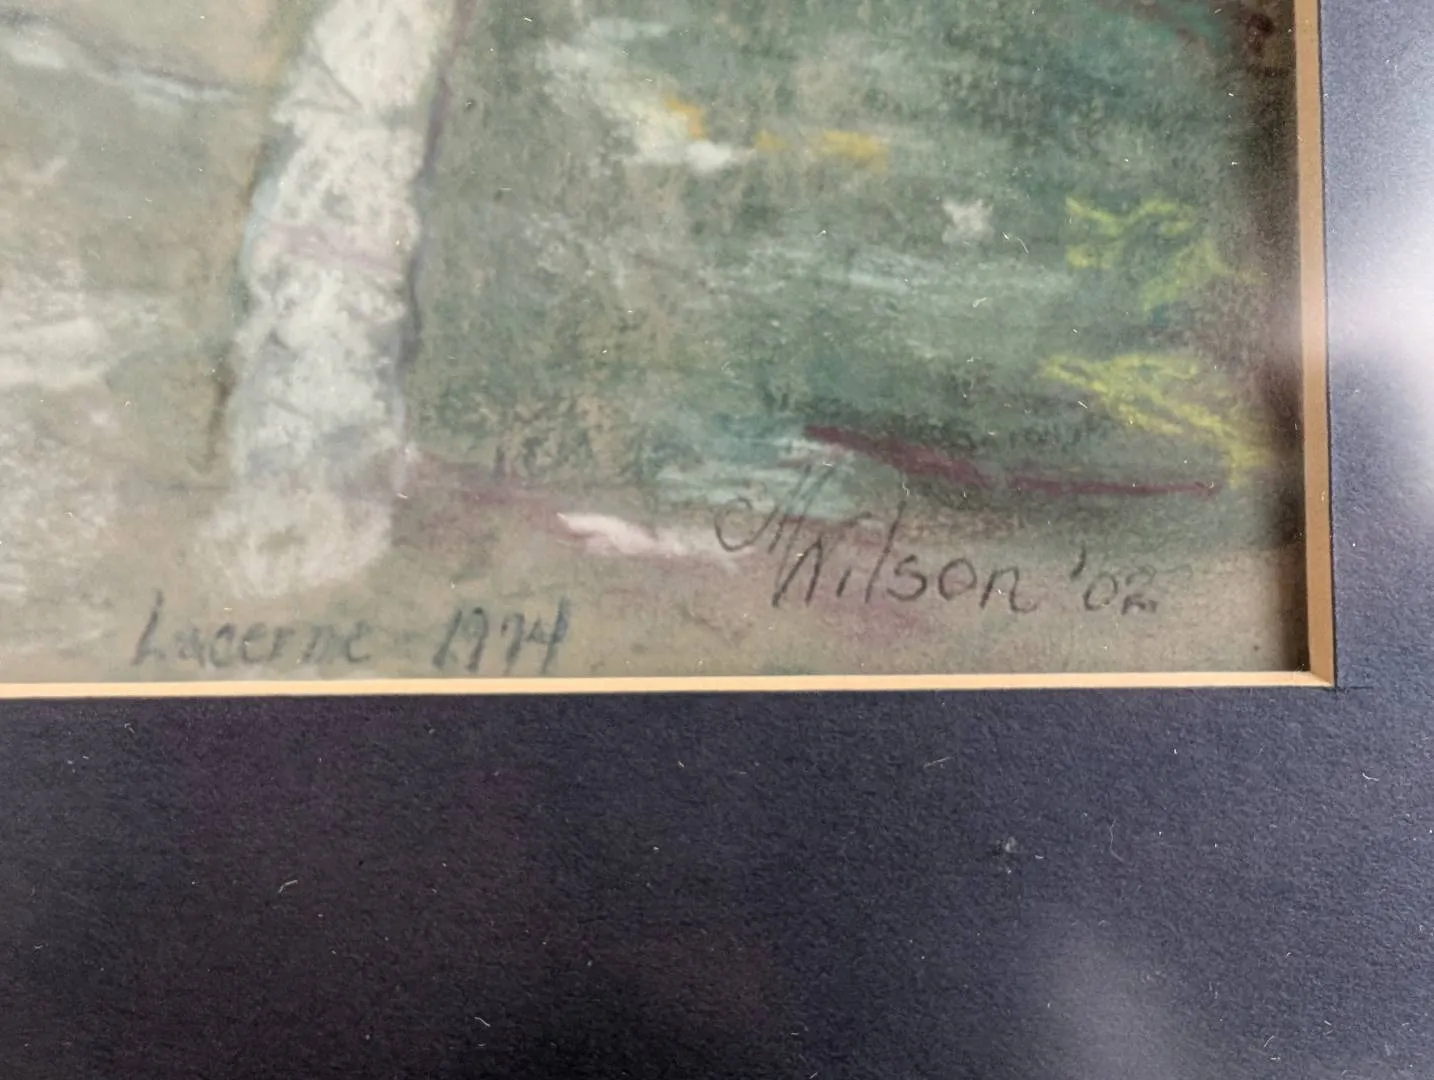 Wilson '02
Lucerne - 1974